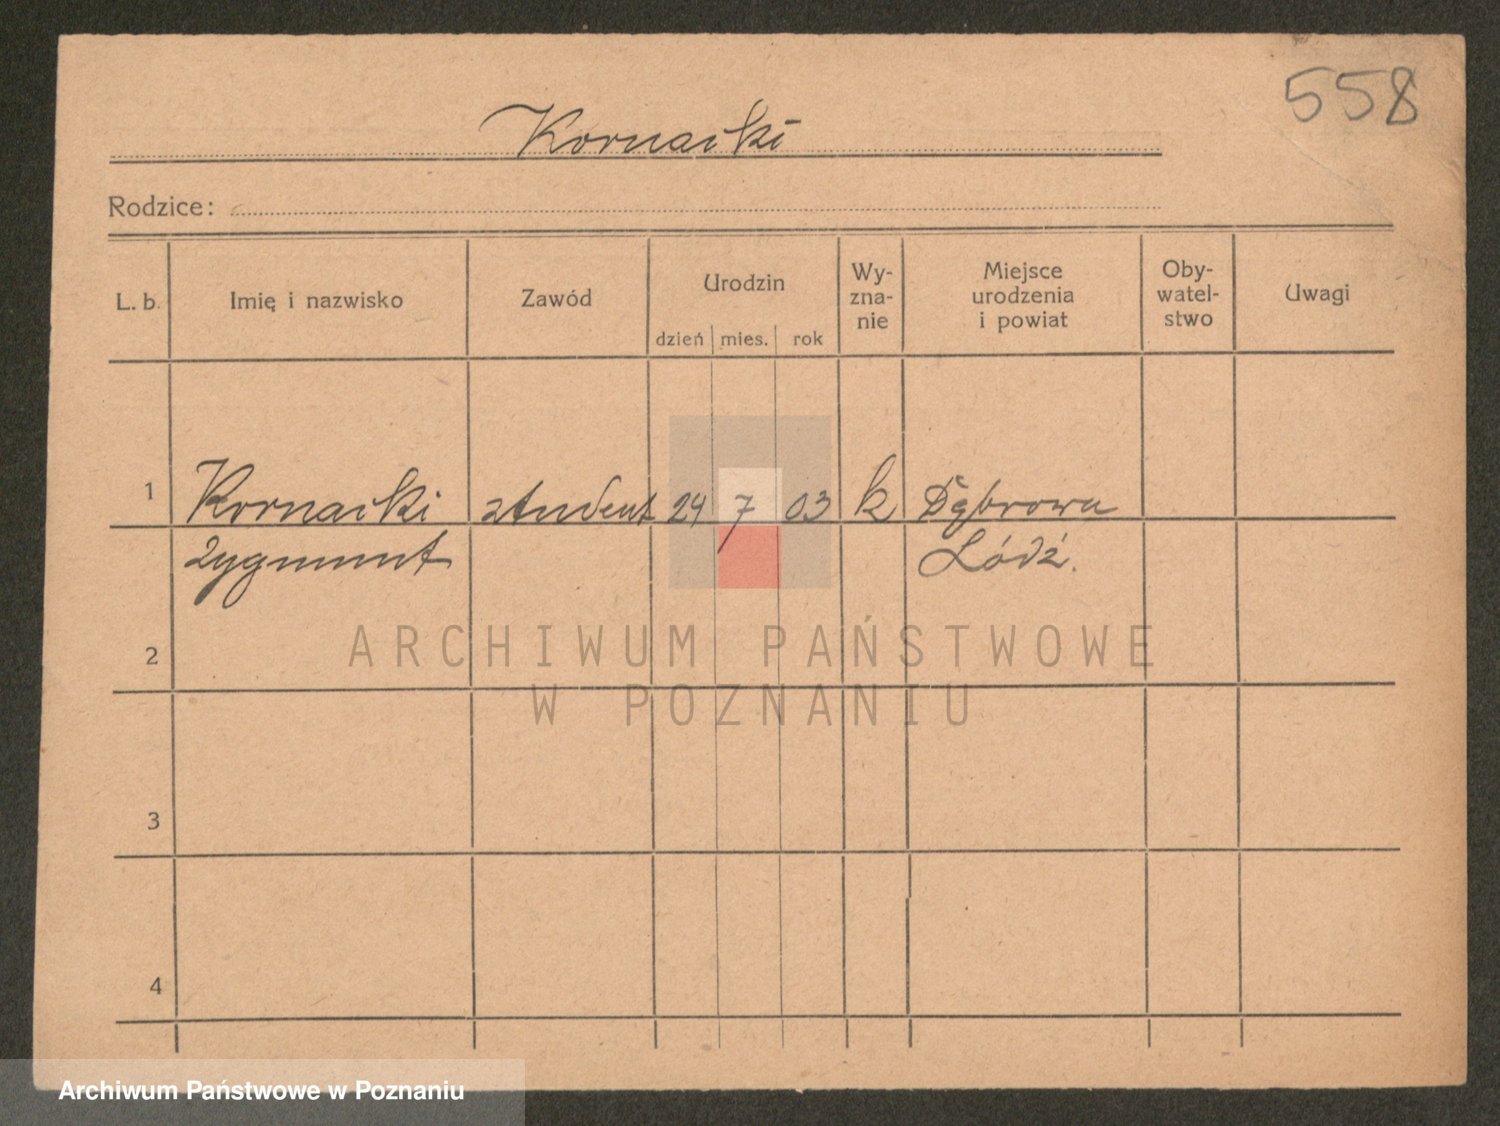 558
Kornacki
Rodzice:
L. b. Imię i nazwisko Zawód Urodzin dzień mies. rok Wy-zna-nie Miejsce urodzenia i powiat Oby-watel-stwo Uwagi
1 Kornacki student 24 7 03 k Dąbrowa
Zygmunt Łódź.
2
ARCHIWUM PAŃSTWOWE
W POZNANIU
3
4
Archiwum Państwowe w Poznaniu